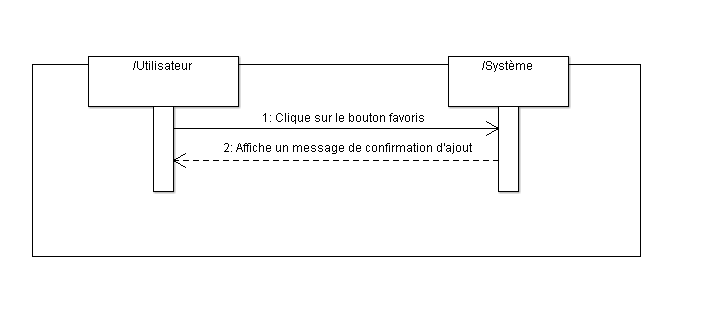 /Utilisateur
/Système
1: Clique sur le bouton favoris
2: Affiche un message de confirmation d'ajout